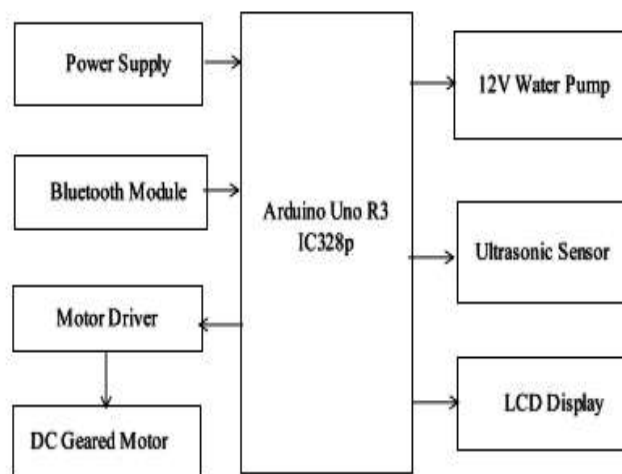 Power Supply
Bluetooth Module
Motor Driver
DC Geared Motor
Arduino Uno R3
IC328p
12V Water Pump
Ultrasonic Sensor
LCD Display